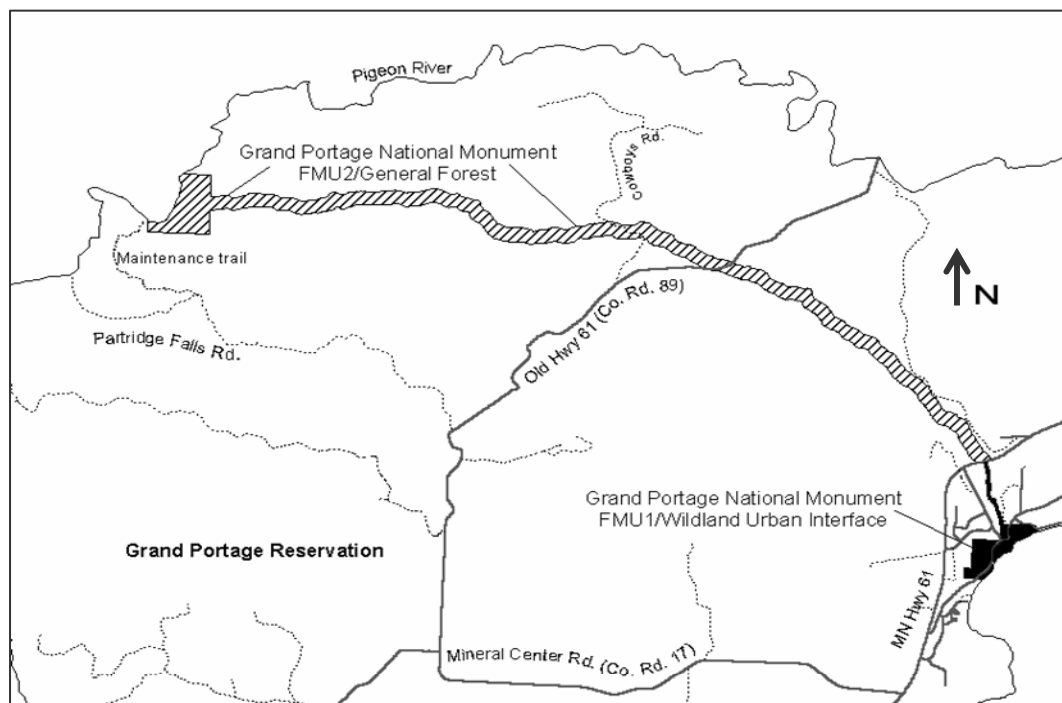 Pigeon River
Cowboys Rd.
Grand Portage National Monument
FMU2/General Forest
Maintenance trail
N
Old Hwy 61 (Co. Rd. 89)
Partridge Falls Rd.
Grand Portage National Monument
FMU1/Wildland Urban Interface
Grand Portage Reservation
MN Hwy 61
Mineral Center Rd. (Co. Rd. 17)